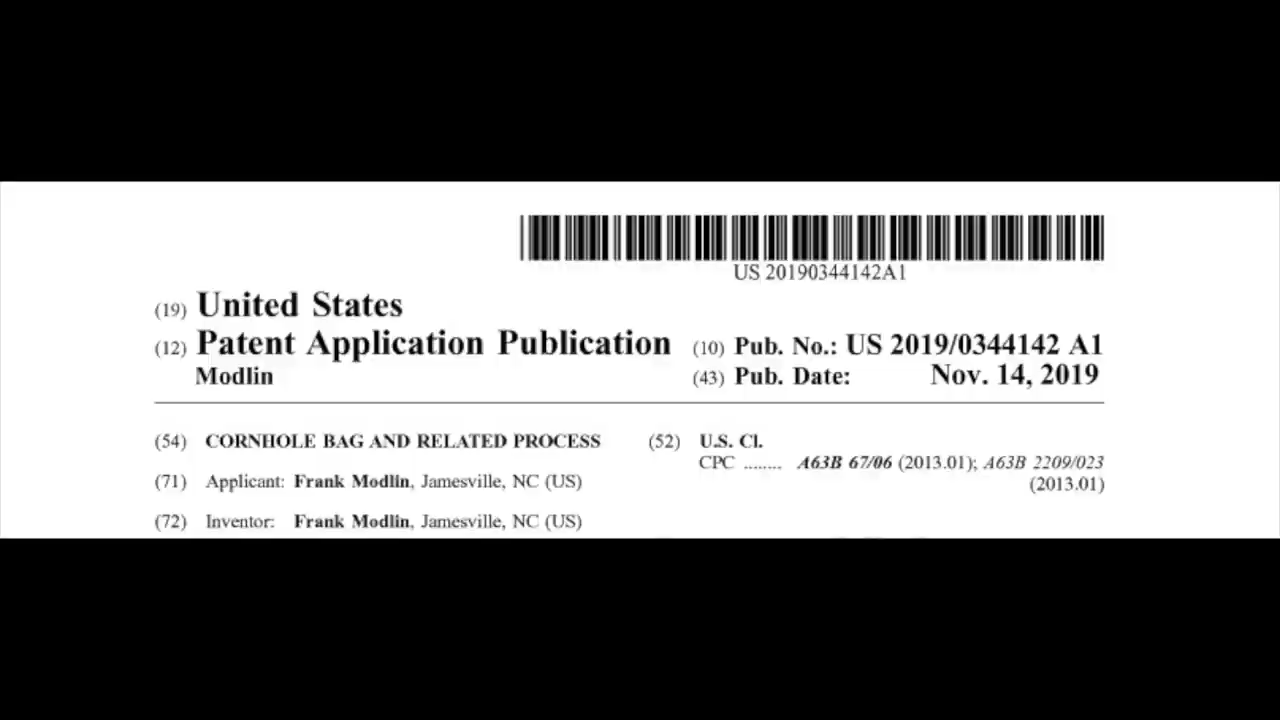 US 20190344142A1
(19) United States
(12) Patent Application Publication (10) Pub. No.: US 2019/0344142 A1
Modlin (43) Pub. Date: Nov. 14, 2019
(54) CORNHOLE BAG AND RELATED PROCESS (52) U.S. Cl.
CPC ........ A63B 67/06 (2013.01); A63B 2209/023
(2013.01)
(71) Applicant: Frank Modlin, Jamesville, NC (US)
(72) Inventor: Frank Modlin, Jamesville, NC (US)